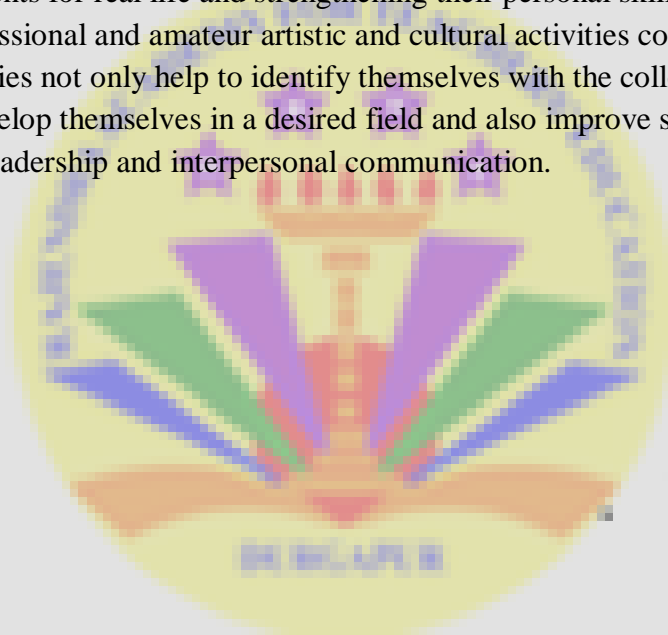 nts for real life and strengthening their personal skil
ssional and amateur artistic and cultural activities co
ies not only help to identify themselves with the coll
elop themselves in a desired field and also improve s
adership and interpersonal communication.